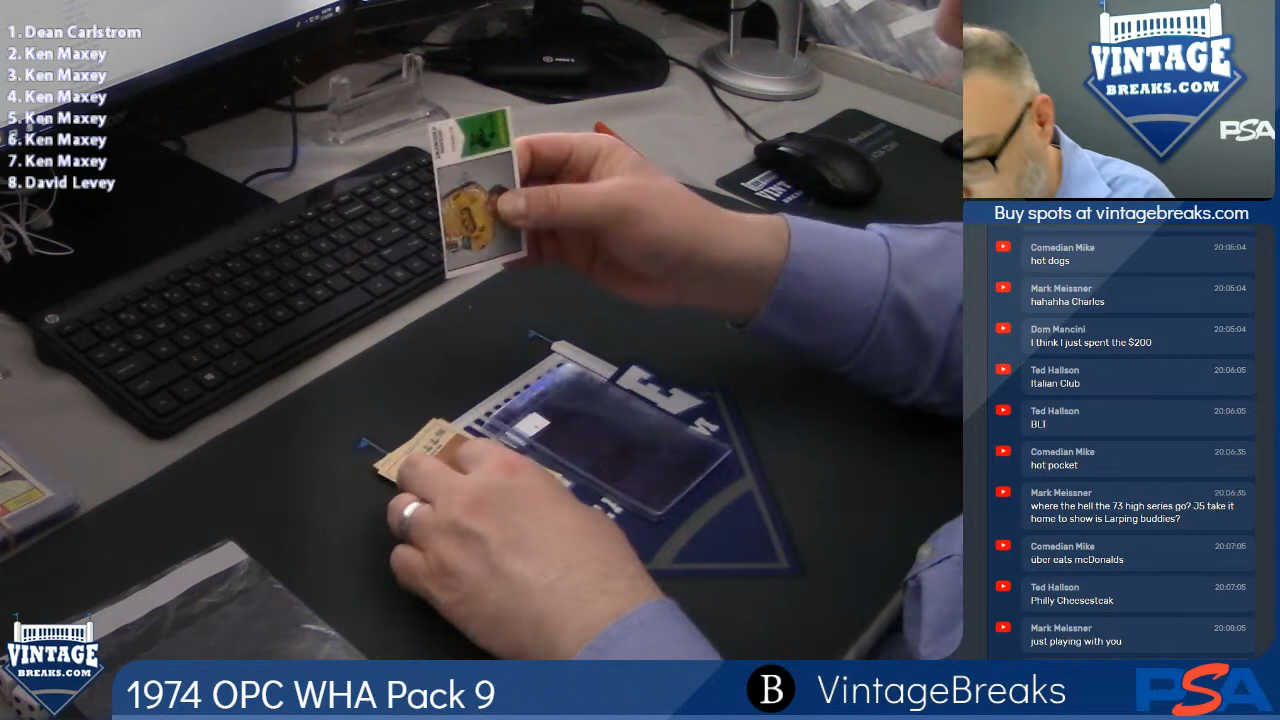 1. Dean Carlstrom
2. Ken Maxey
3. Ken Maxey
4. Ken Maxey
5. Ken Maxey
6. Ken Maxey
7. Ken Maxey
8. David Levey
VINTAGE
BREAKS.COM
PSA
Buy spots at vintagebreaks.com
Comedian Mike 20:05:04
hot dogs
Mark Meissner 20:05:04
hahahha Charles
Dom Mancini 20:05:04
I think I just spent the $200
Ted Hallson 20:06:05
Italian Club
Ted Hallson 20:06:05
BLT
Comedian Mike 20:06:35
hot pocket
Mark Meissner 20:06:35
where the hell the 73 high series go? J5 take it
home to show is Larping buddies?
Comedian Mike 20:07:05
über eats mcDonalds
Ted Hallson 20:07:05
Philly Cheesesteak
Mark Meissner 20:08:05
just playing with you
VINTAGE
BREAKS.COM
1974 OPC WHA Pack 9
B VintageBreaks
PSA